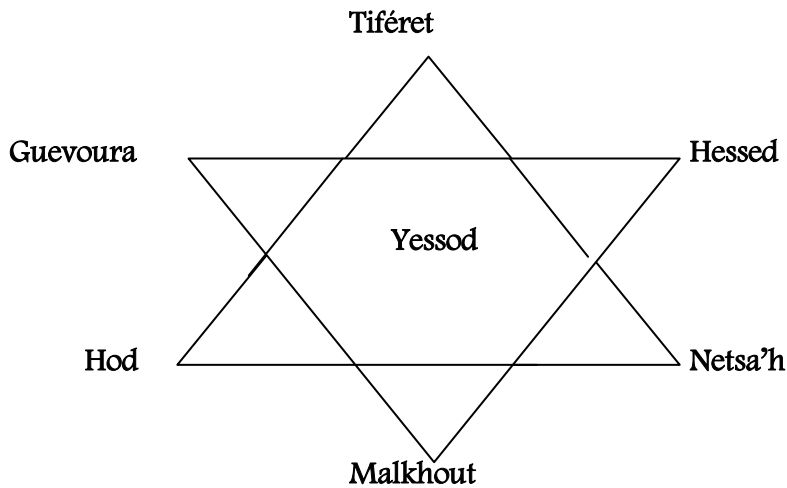 Tiféret
Guevoura
Hessed
Yessod
Hod
Netsa’h
Malkhout